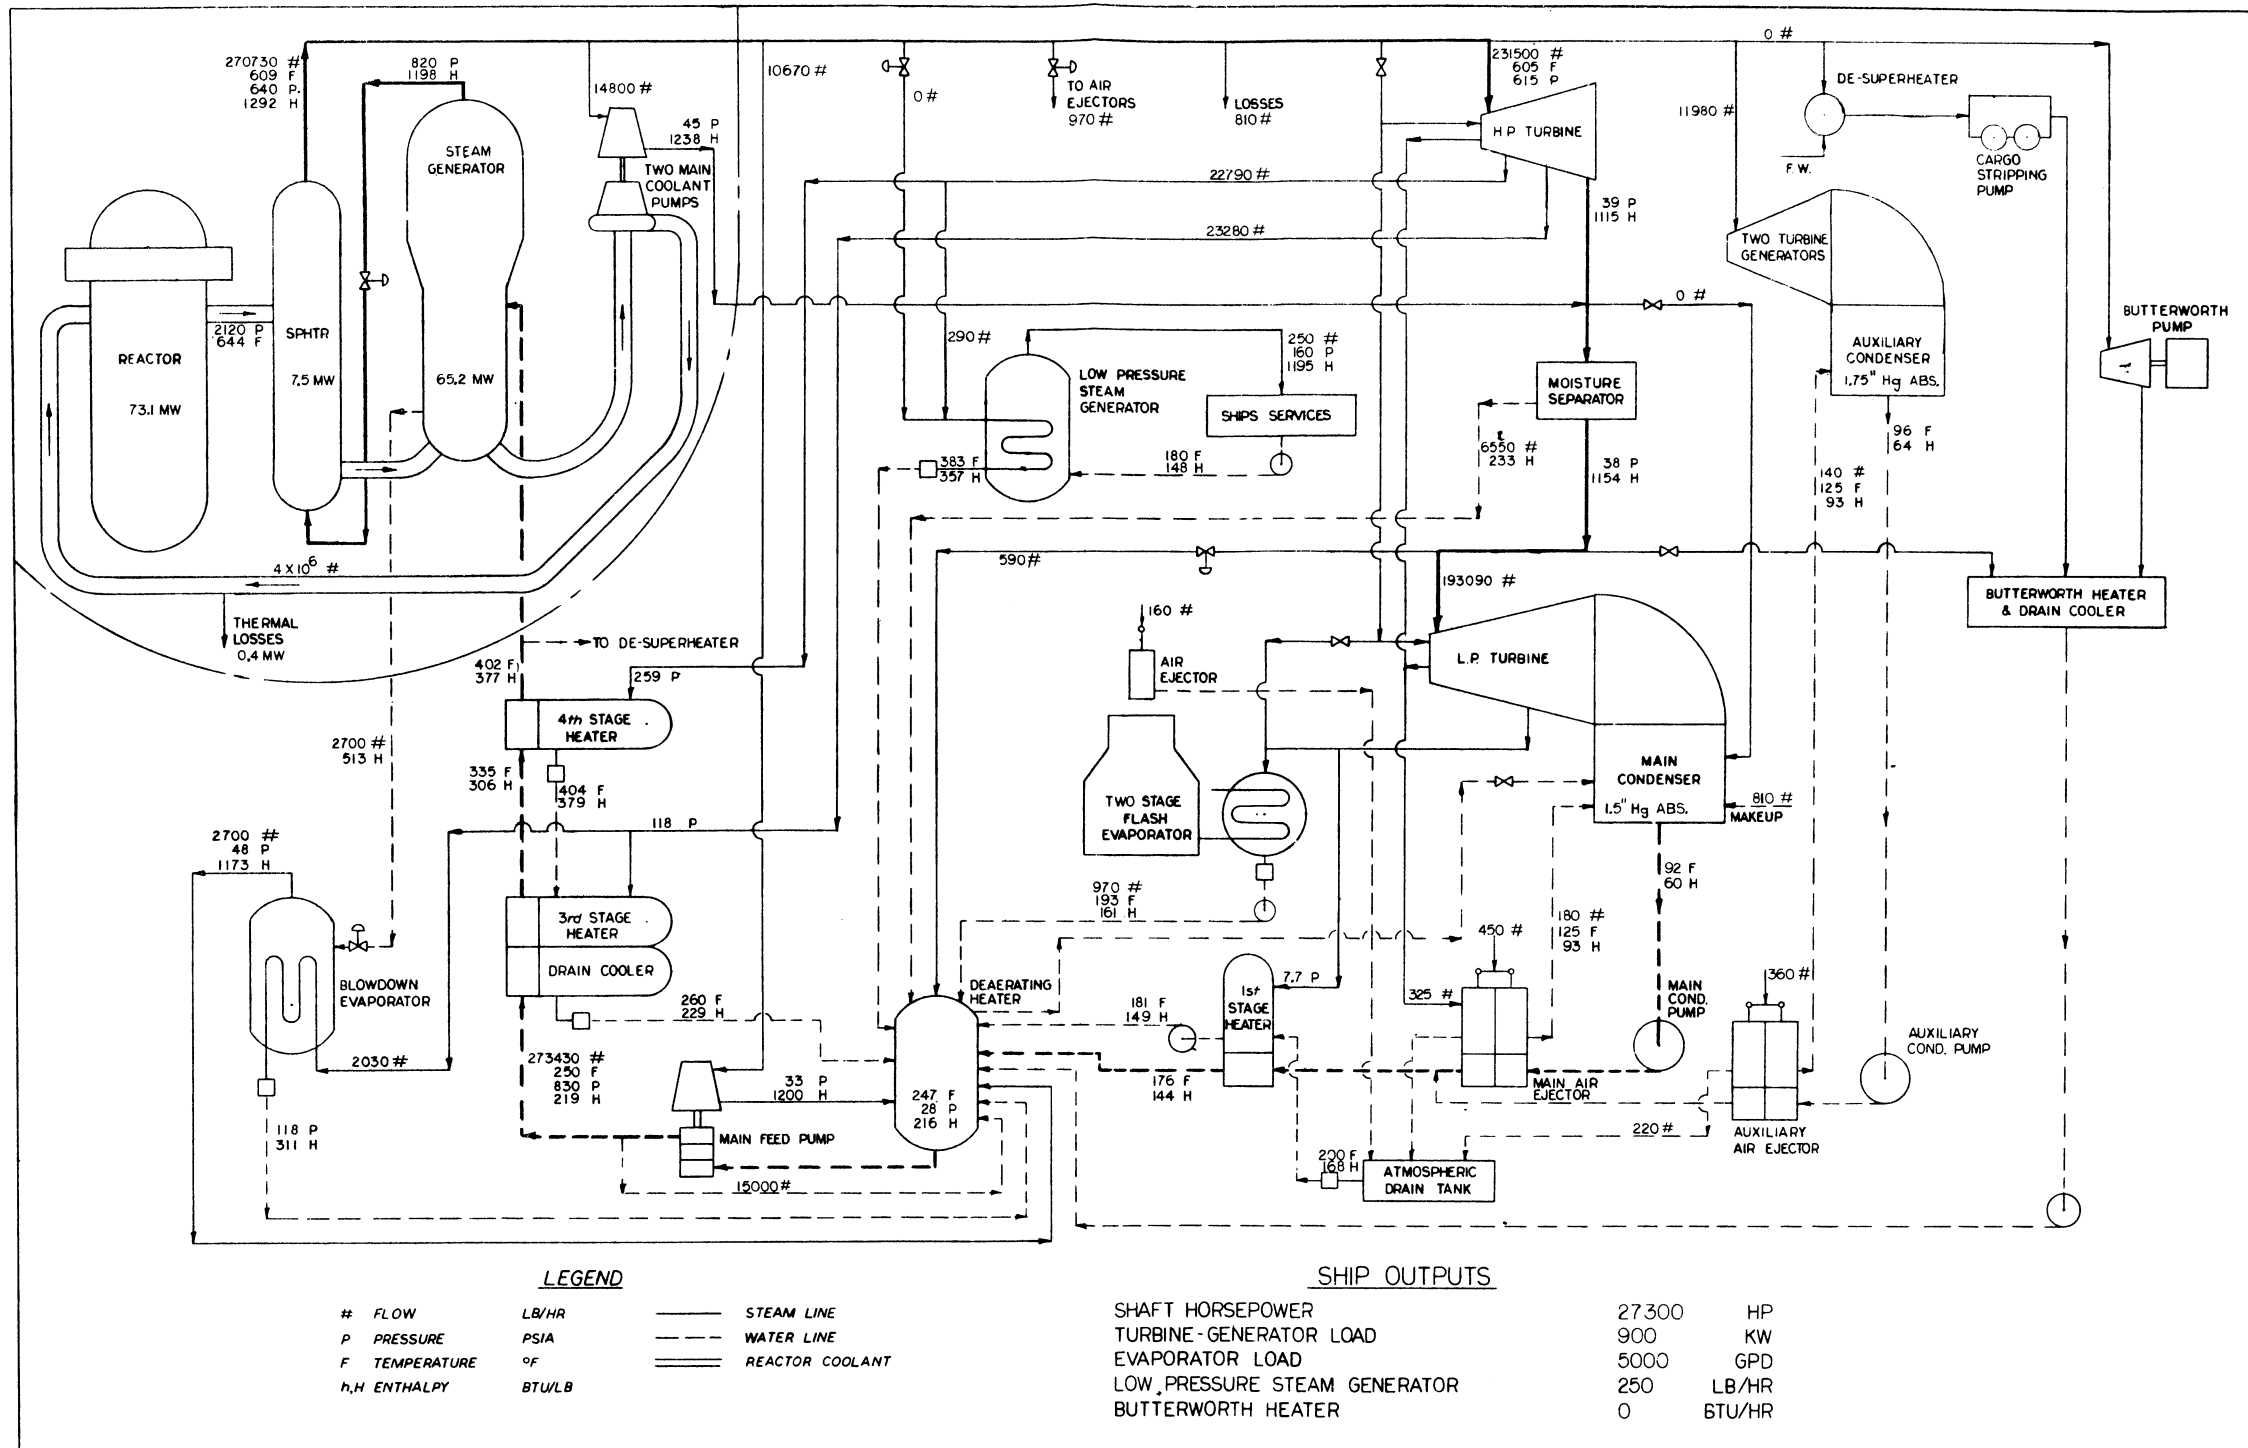 270730 #
609 F
640 P.
1292 H
820 P
1198 H
STEAM
GENERATOR
65.2 MW
14800 #
45 P
1238 H
TWO MAIN
COOLANT
PUMPS
10670 #
0 #
TO AIR
EJECTORS
970 #
LOSSES
810 #
231500 #
605 F
615 P
H P TURBINE
0 #
11980 #
DE-SUPERHEATER
F. W.
CARGO
STRIPPING
PUMP
22790 #
23280 #
39 P
1115 H
TWO TURBINE
GENERATORS
0 #
BUTTERWORTH
PUMP
AUXILIARY
CONDENSER
1.75" Hg ABS.
REACTOR
73.1 MW
2120 P
644 F
SPHTR
7.5 MW
290 #
LOW PRESSURE
STEAM
GENERATOR
250 #
160 P
1195 H
SHIPS SERVICES
180 F
148 H
383 F
357 H
MOISTURE
SEPARATOR
6550 #
233 H
38 P
1154 H
96 F
64 H
140 #
125 F
93 H
4 X 10⁶ #
THERMAL
LOSSES
0.4 MW
590 #
193090 #
BUTTERWORTH HEATER
& DRAIN COOLER
TO DE-SUPERHEATER
402 F
377 H
259 P
160 #
AIR
EJECTOR
L.P. TURBINE
4th STAGE
HEATER
2700 #
513 H
335 F
306 H
404 F
379 H
TWO STAGE
FLASH
EVAPORATOR
MAIN
CONDENSER
1.5" Hg ABS.
810 #
MAKEUP
118 P
2700 #
48 P
1173 H
92 F
60 H
970 #
193 F
161 H
3rd STAGE
HEATER
DRAIN COOLER
180 #
125 F
93 H
450 #
BLOWDOWN
EVAPORATOR
260 F
229 H
DEAERATING
HEATER
181 F
149 H
1st
STAGE
HEATER
7.7 P
325 #
MAIN
COND.
PUMP
360 #
AUXILIARY
COND. PUMP
2030 #
273430 #
250 F
830 P
219 H
33 P
1200 H
247 F
28 P
216 H
176 F
144 H
MAIN AIR
EJECTOR
118 P
311 H
MAIN FEED PUMP
15000 #
200 F
168 H
ATMOSPHERIC
DRAIN TANK
220 #
AUXILIARY
AIR EJECTOR
LEGEND
# FLOW LB/HR STEAM LINE
P PRESSURE PSIA WATER LINE
F TEMPERATURE °F REACTOR COOLANT
h,H ENTHALPY BTU/LB
SHIP OUTPUTS
SHAFT HORSEPOWER 27300 HP
TURBINE-GENERATOR LOAD 900 KW
EVAPORATOR LOAD 5000 GPD
LOW PRESSURE STEAM GENERATOR 250 LB/HR
BUTTERWORTH HEATER 0 BTU/HR